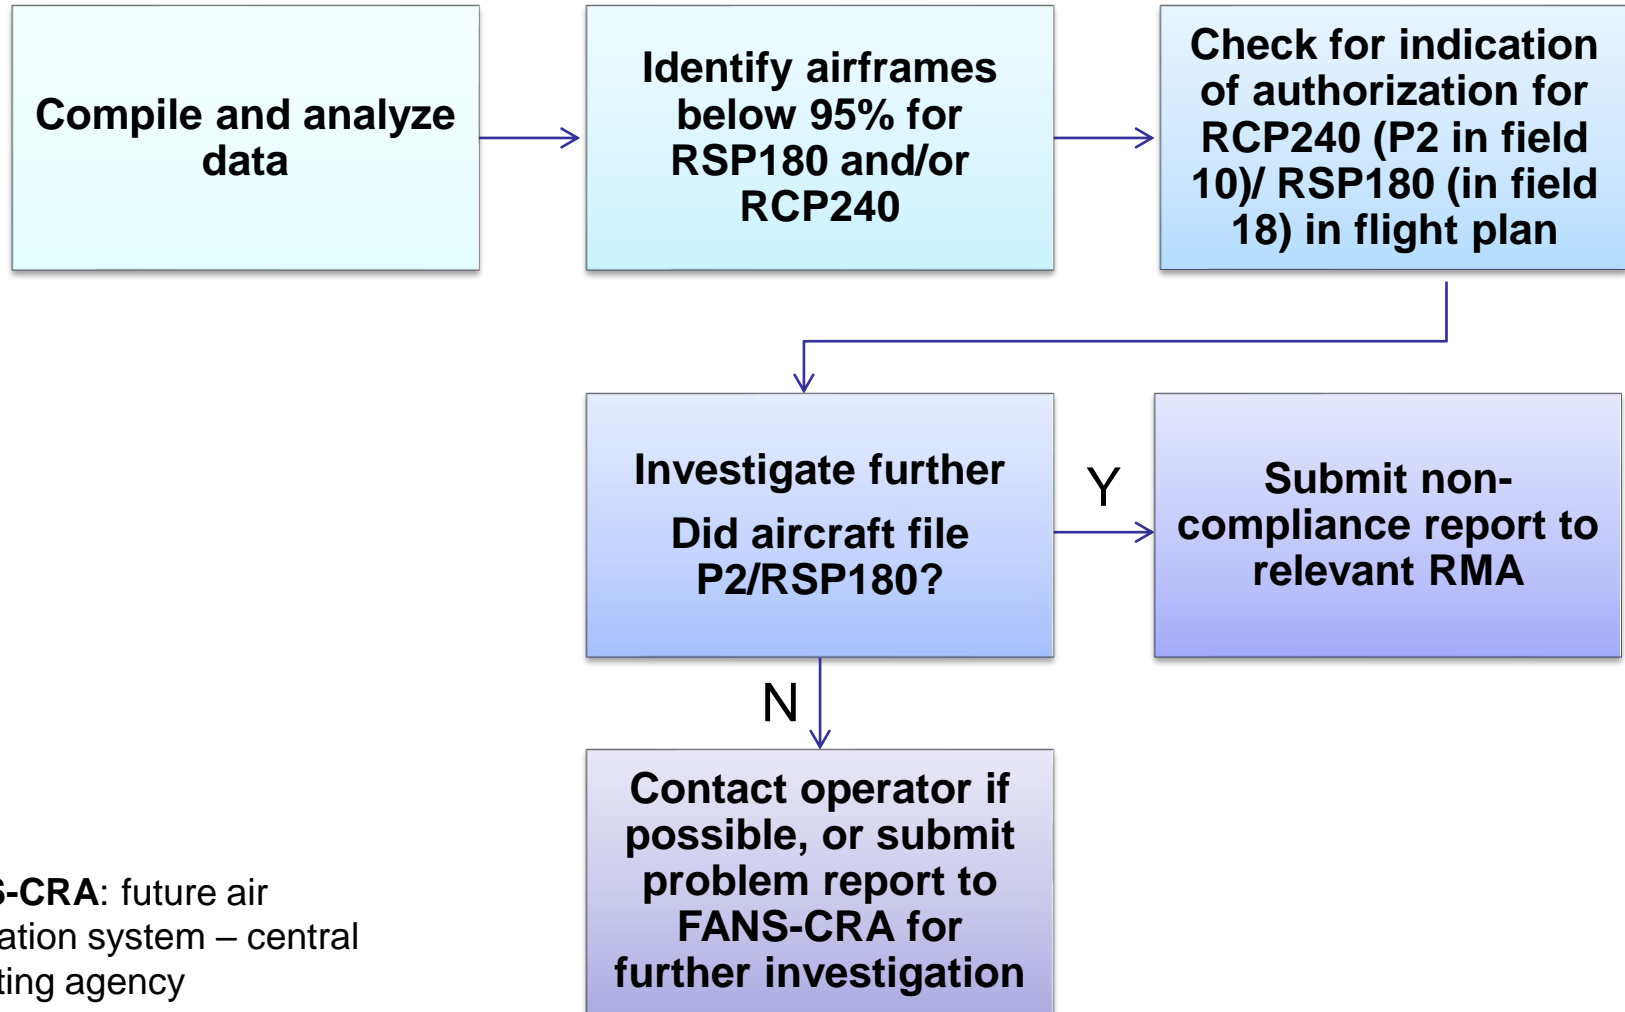 Compile and analyze
data
Identify airframes
below 95% for
RSP180 and/or
RCP240
Check for indication
of authorization for
RCP240 (P2 in field
10)/ RSP180 (in field
18) in flight plan
Investigate further
Did aircraft file
P2/RSP180?
Y
Submit non-
compliance report to
relevant RMA
N
Contact operator if
possible, or submit
problem report to
FANS-CRA for
further investigation
S-CRA: future air
ation system – central
ting agency